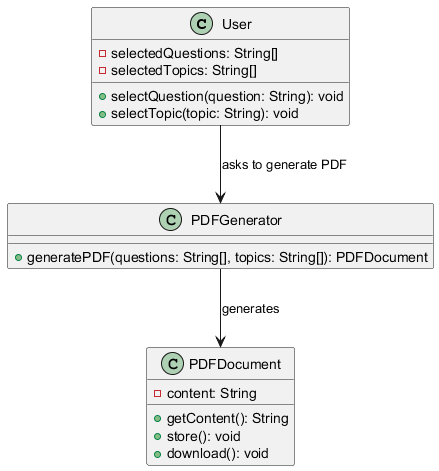 C User
selectedQuestions: String[]
selectedTopics: String[]
selectQuestion(question: String): void
selectTopic(topic: String): void
asks to generate PDF
C PDFGenerator
generatePDF(questions: String[], topics: String[]): PDFDocument
generates
C PDFDocument
content: String
getContent(): String
store(): void
download(): void